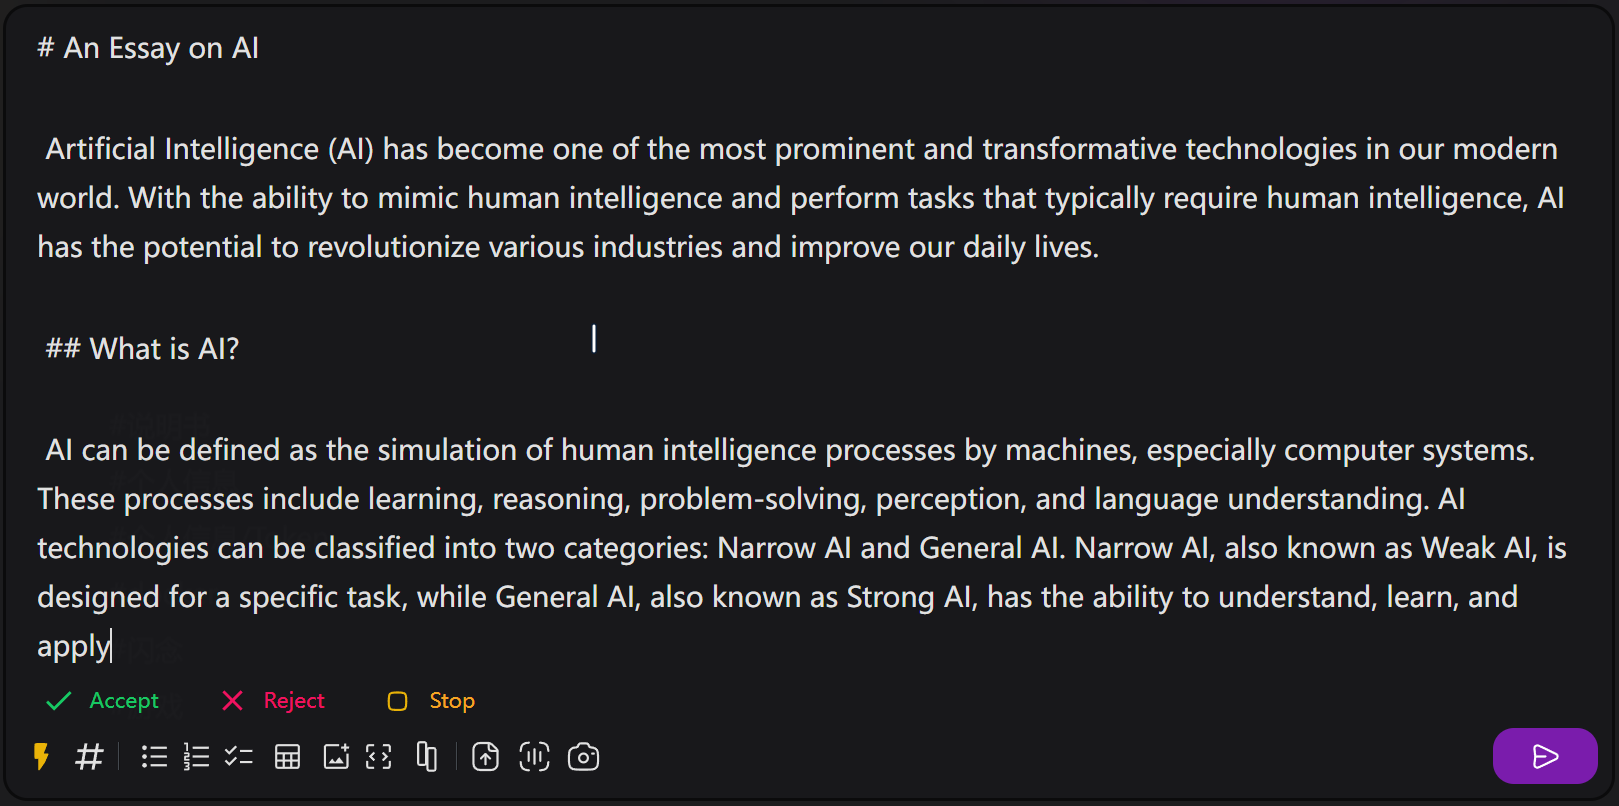 # An Essay on AI
Artificial Intelligence (AI) has become one of the most prominent and transformative technologies in our modern
world. With the ability to mimic human intelligence and perform tasks that typically require human intelligence, AI
has the potential to revolutionize various industries and improve our daily lives.
## What is AI?
AI can be defined as the simulation of human intelligence processes by machines, especially computer systems.
These processes include learning, reasoning, problem-solving, perception, and language understanding. AI
technologies can be classified into two categories: Narrow AI and General AI. Narrow AI, also known as Weak AI, is
designed for a specific task, while General AI, also known as Strong AI, has the ability to understand, learn, and
apply
Accept Reject Stop